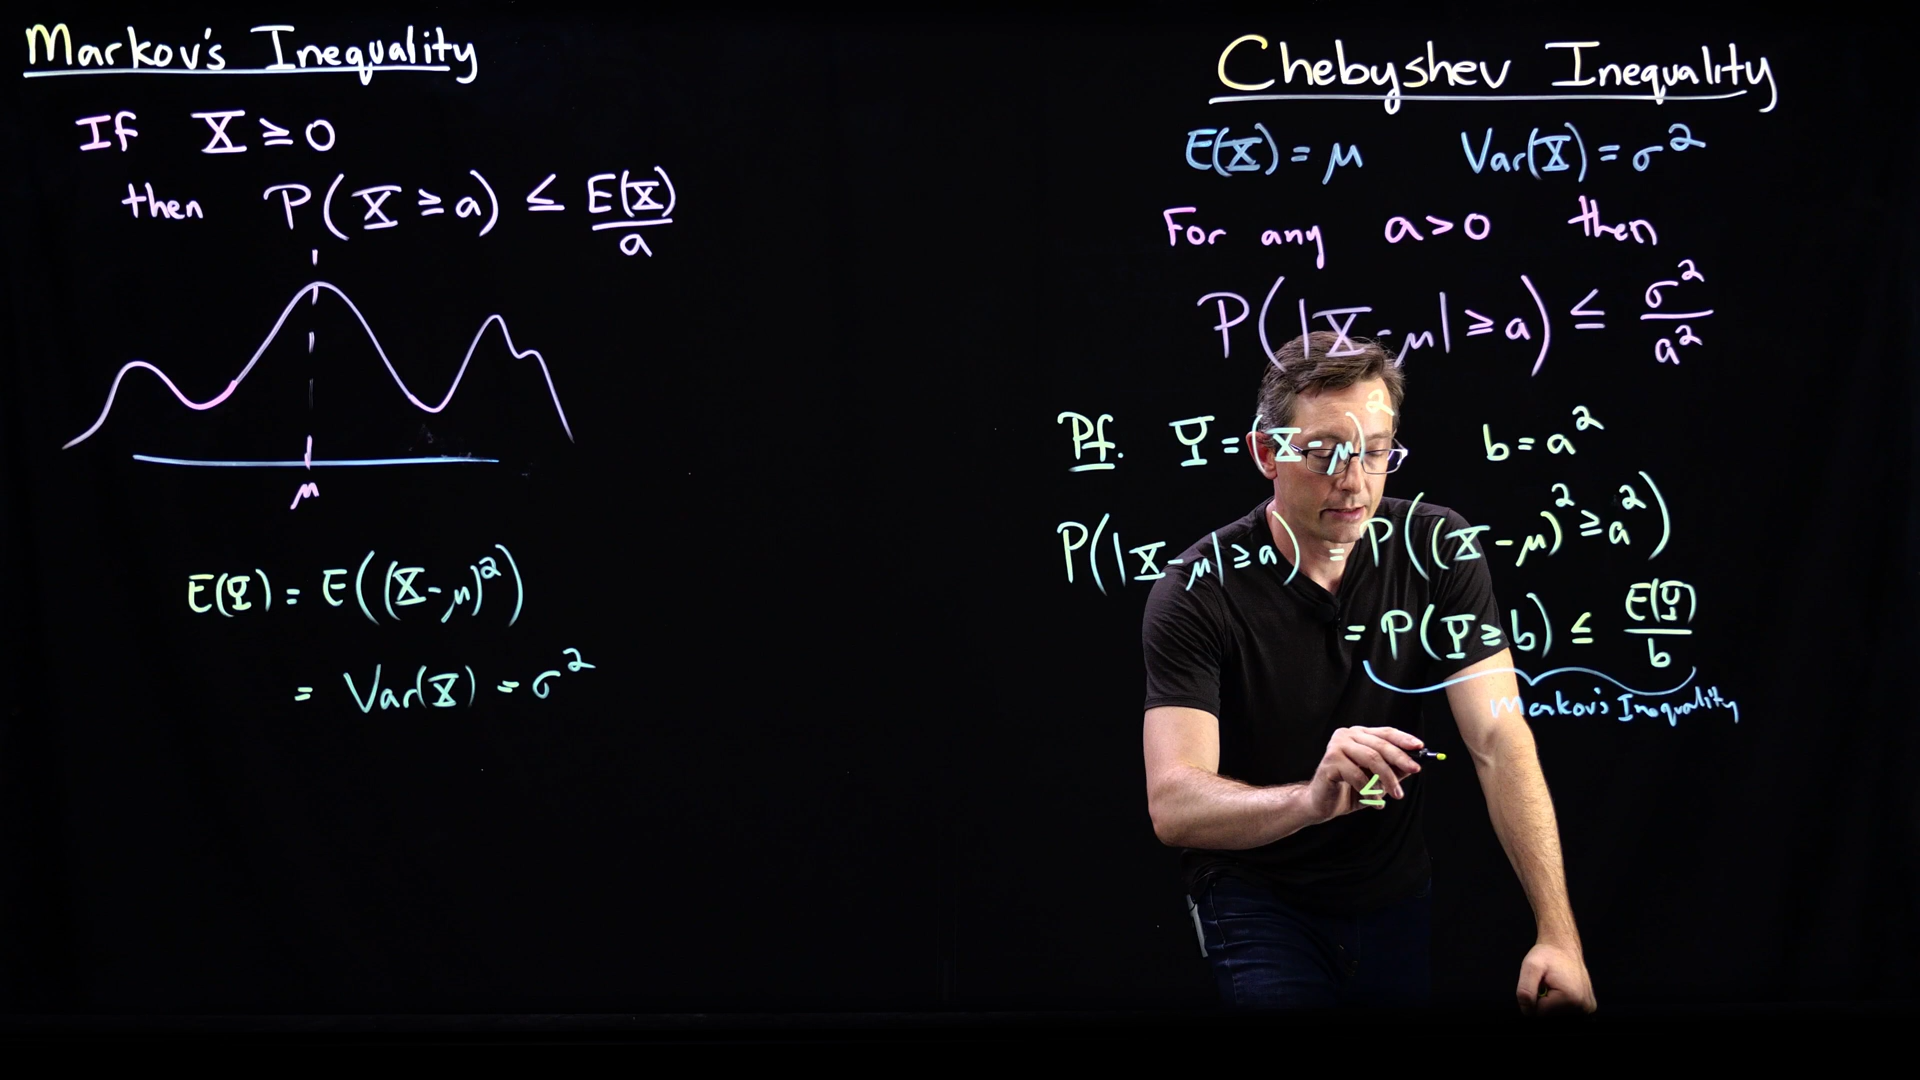 Markov's Inequality
If X ≥ 0
then P(X ≥ a) ≤ E(X)/a
μ
E(Y) = E((X-μ)²)
= Var(X) = σ²
Chebyshev Inequality
E(X) = μ Var(X) = σ²
For any a > 0 then
P(|X-μ| ≥ a) ≤ σ²/a²
Pf. Y = (X-μ)² b = a²
P(|X-μ| ≥ a) = P((X-μ)² ≥ a²)
= P(Y ≥ b) ≤ E(Y)/b
Markov's Inequality
≤